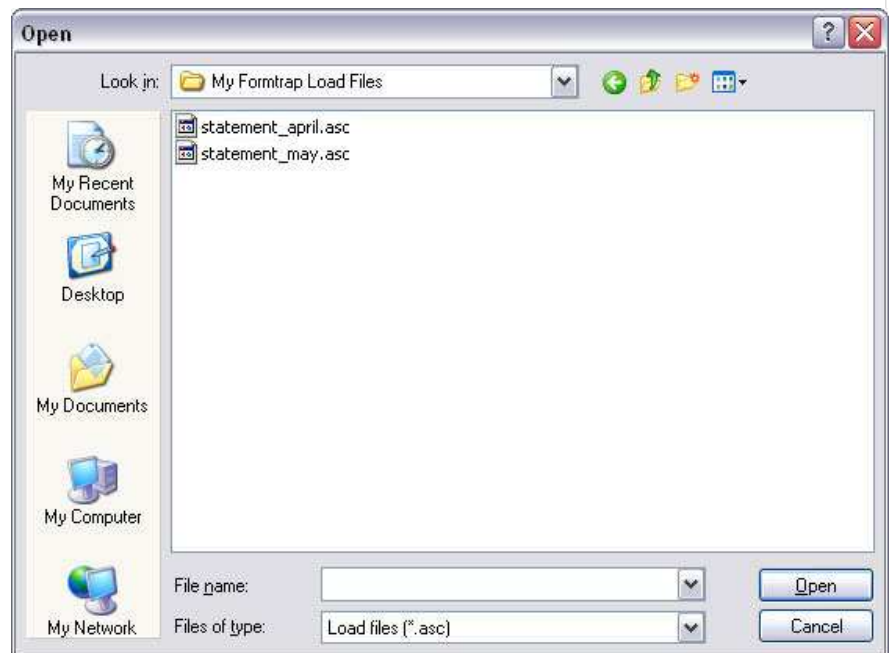 Open
Look in:
My Formtrap Load Files
statement_april.asc
statement_may.asc
My Recent
Documents
Desktop
My Documents
My Computer
My Network
File name:
Open
Files of type:
Load files (*.asc)
Cancel